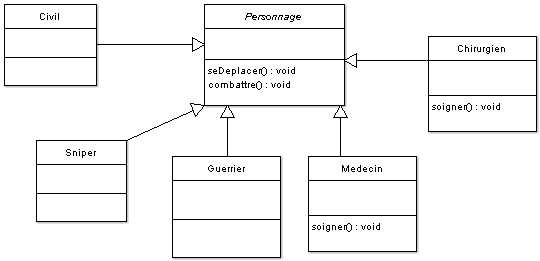 Civil
Personnage
seDeplacer() : void
combattre() : void
Chirurgien
soigner() : void
Sniper
Guerrier
Medecin
soigner() : void